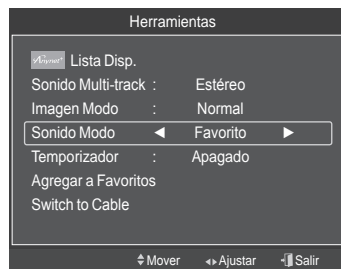 Herramientas
Anynet+ Lista Disp.
Sonido Multi-track : Estéreo
Imagen Modo : Normal
Sonido Modo ◄ Favorito ►
Temporizador : Apagado
Agregar a Favoritos
Switch to Cable
Mover Ajustar Salir